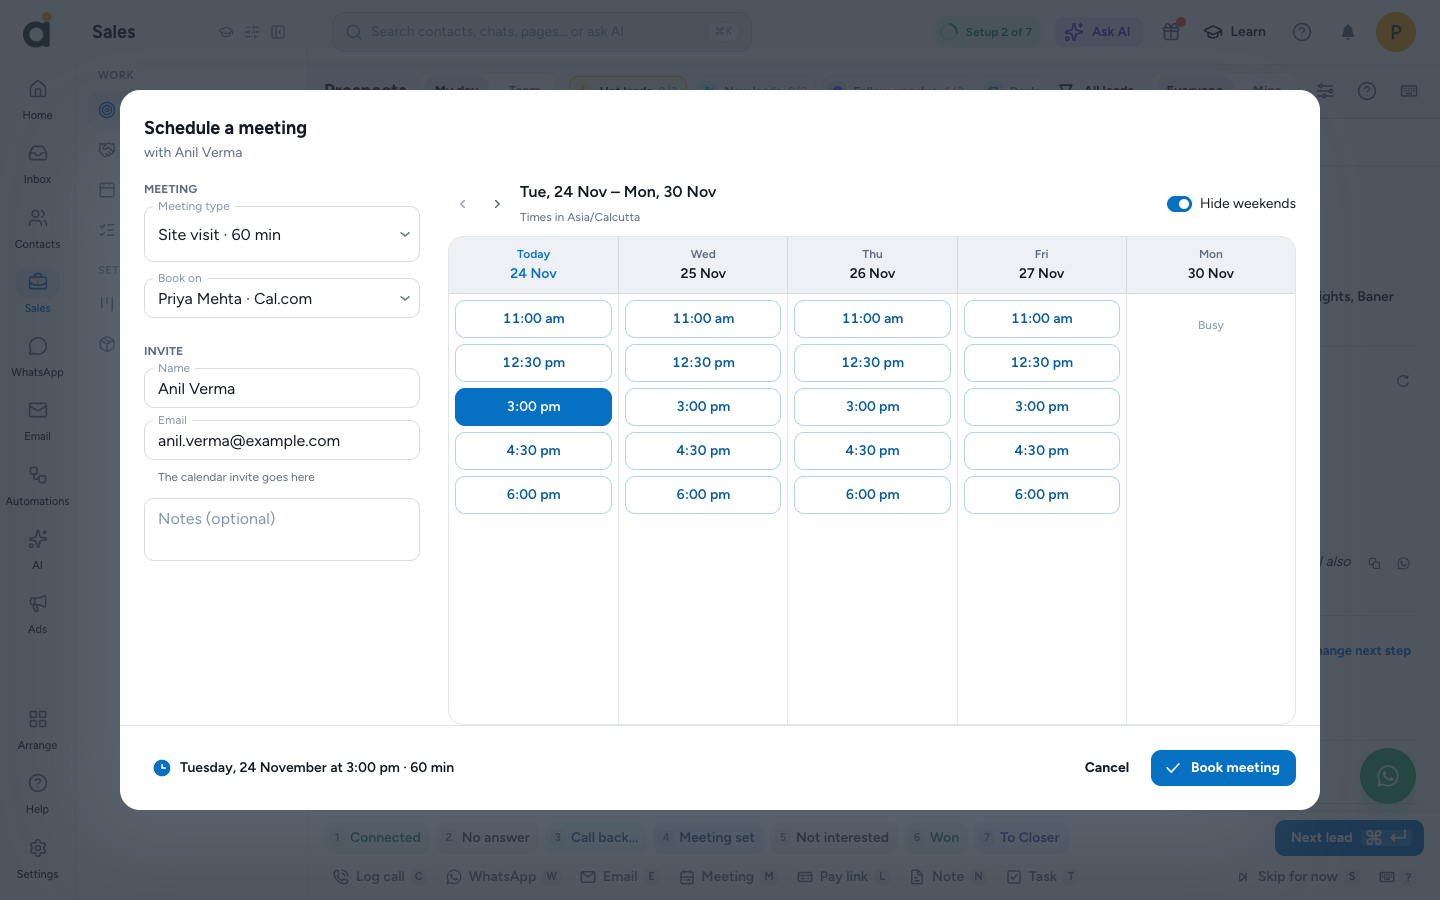 Sales
Search contacts, chats, pages... or ask AI
⌘K
Setup 2 of 7
Ask AI
Learn
P
WORK
Home
Inbox
Contacts
Sales
WhatsApp
Email
Automations
AI
Ads
Arrange
Help
Settings
Schedule a meeting
with Anil Verma
MEETING
Meeting type
Site visit · 60 min
Book on
Priya Mehta · Cal.com
INVITE
Name
Anil Verma
Email
anil.verma@example.com
The calendar invite goes here
Notes (optional)
Tue, 24 Nov – Mon, 30 Nov
Times in Asia/Calcutta
Hide weekends
Today Wed Thu Fri Mon
24 Nov 25 Nov 26 Nov 27 Nov 30 Nov
11:00 am 11:00 am 11:00 am 11:00 am Busy
12:30 pm 12:30 pm 12:30 pm 12:30 pm
3:00 pm 3:00 pm 3:00 pm 3:00 pm
4:30 pm 4:30 pm 4:30 pm 4:30 pm
6:00 pm 6:00 pm 6:00 pm 6:00 pm
Tuesday, 24 November at 3:00 pm · 60 min
Cancel
Book meeting
Baner
also
next step
1 Connected 2 No answer 3 Call back... 4 Meeting set 5 Not interested 6 Won 7 To Closer
Next lead ⌘
Log call C WhatsApp W Email E Meeting M Pay link L Note N Task T
Skip for now S ?